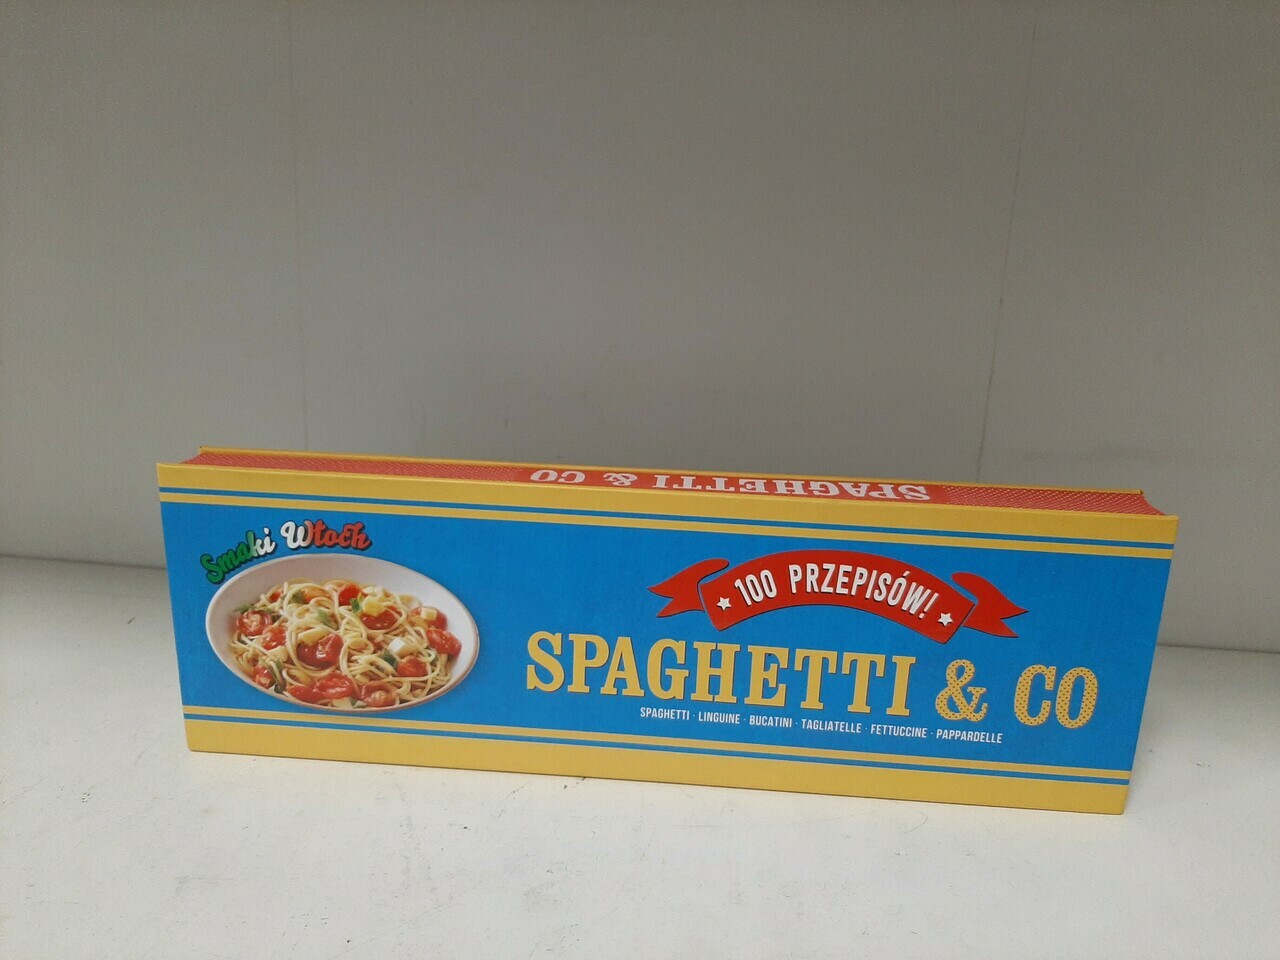 SPAGHETTI & CO
Smaki Włoch
100 PRZEPISÓW!
SPAGHETTI & CO
SPAGHETTI · LINGUINE · BUCATINI · TAGLIATELLE · FETTUCCINE · PAPPARDELLE